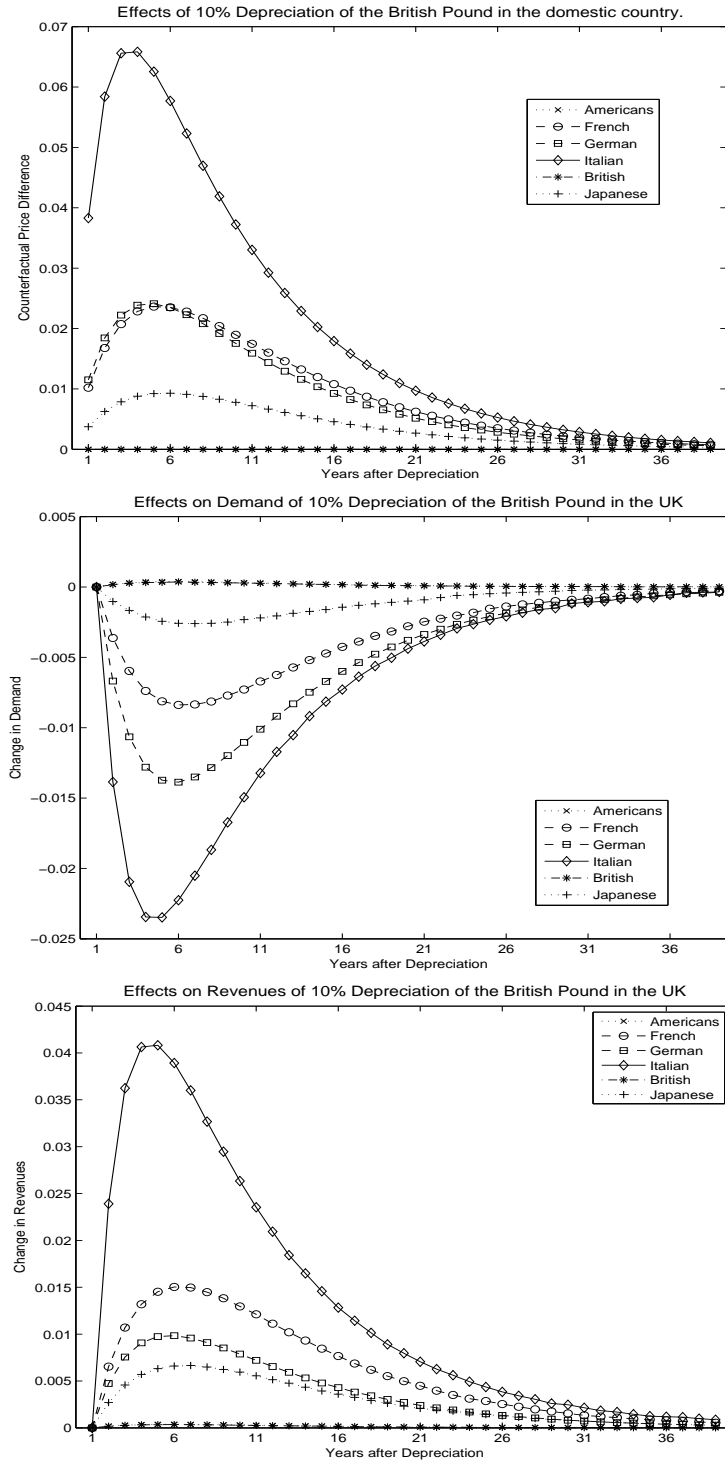 Effects of 10% Depreciation of the British Pound in the domestic country.
0.07
0.06
0.05
0.04
0.03
0.02
0.01
0
Counterfactual Price Difference
Americans
French
German
Italian
British
Japanese
1 6 11 16 21 26 31 36
Years after Depreciation
Effects on Demand of 10% Depreciation of the British Pound in the UK
0.005
0
−0.005
−0.01
−0.015
−0.02
−0.025
Change in Demand
Americans
French
German
Italian
British
Japanese
1 6 11 16 21 26 31 36
Years after Depreciation
Effects on Revenues of 10% Depreciation of the British Pound in the UK
0.045
0.04
0.035
0.03
0.025
0.02
0.015
0.01
0.005
0
Change in Revenues
Americans
French
German
Italian
British
Japanese
1 6 11 16 21 26 31 36
Years after Depreciation